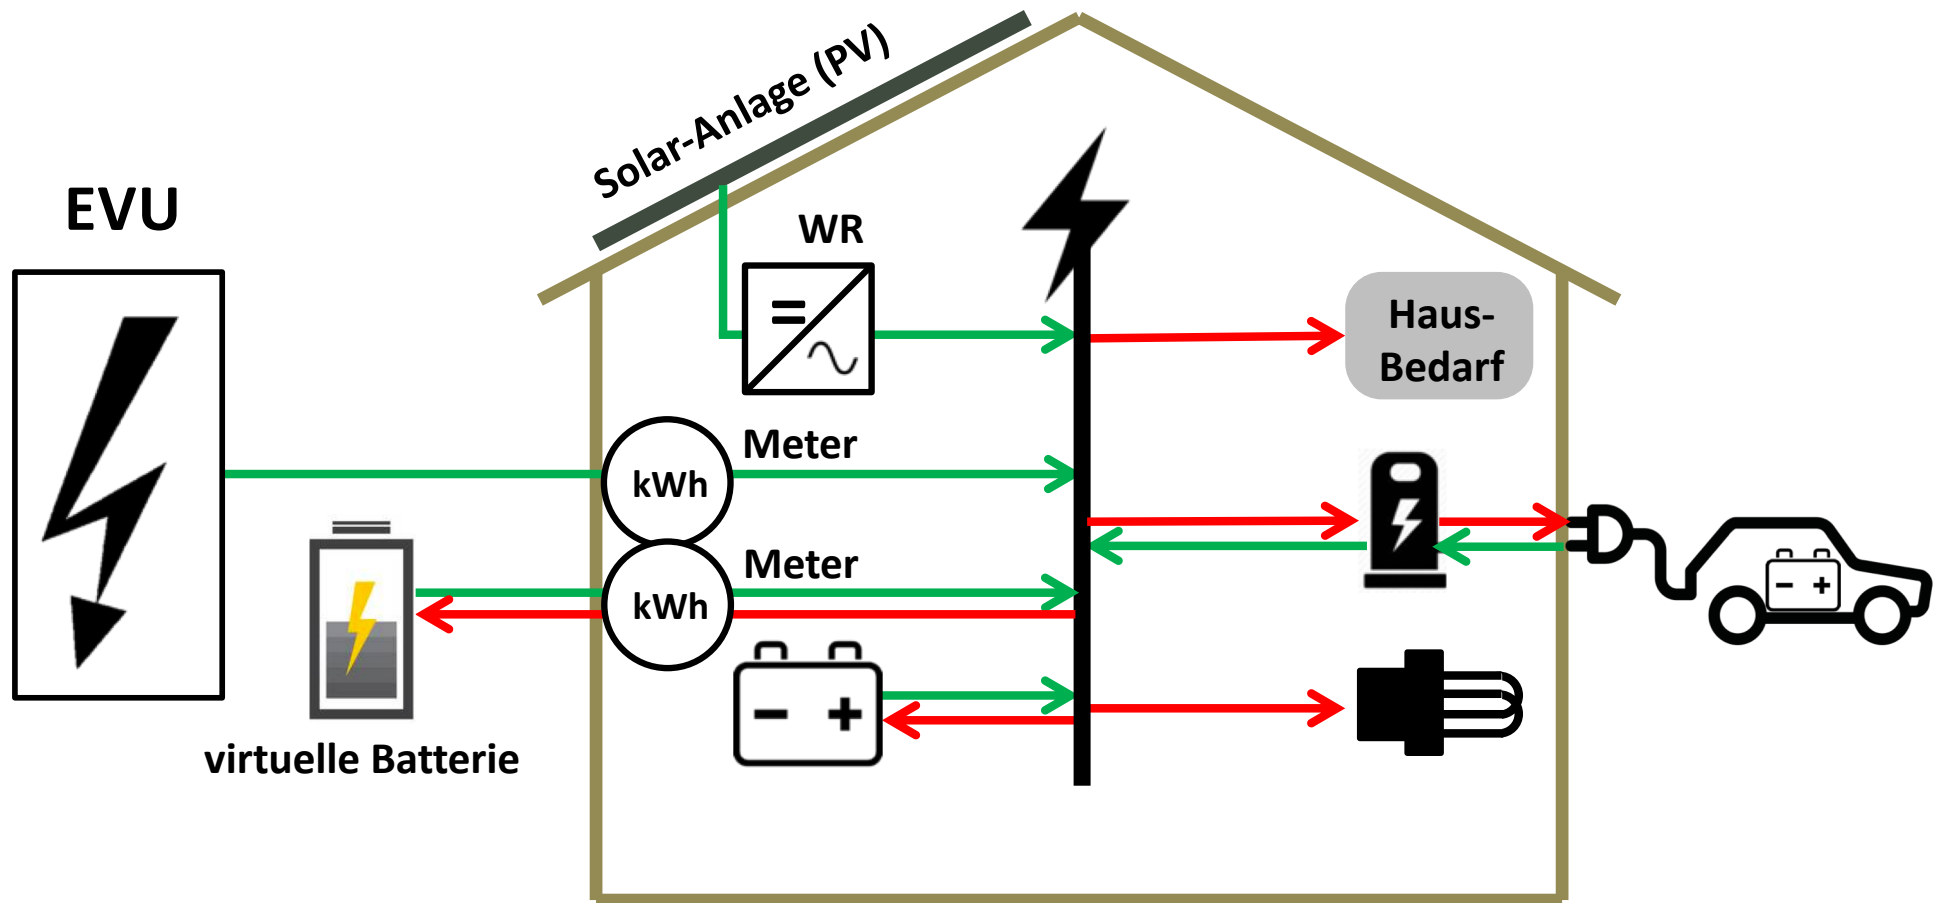 Solar-Anlage (PV)
EVU
WR
Haus-
Bedarf
Meter
kWh
Meter
kWh
virtuelle Batterie